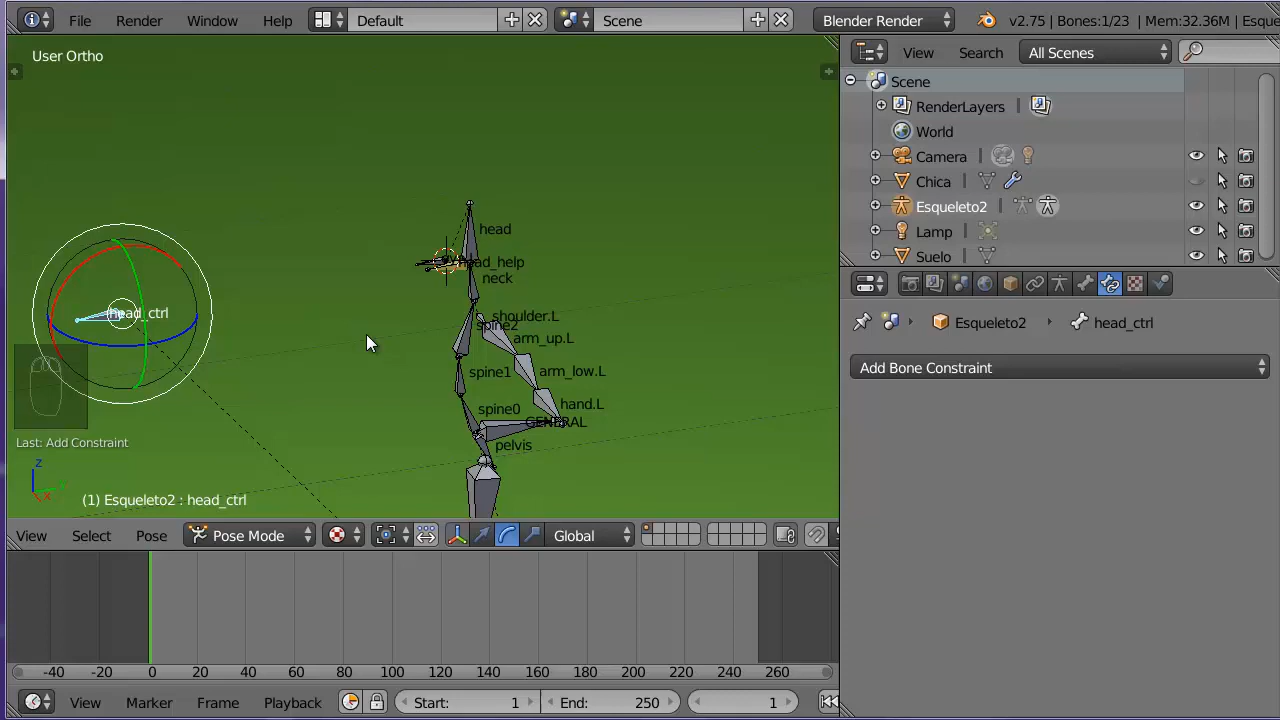 File Render Window Help Default Scene Blender Render v2.75 | Bones:1/23 | Mem:32.36M | Esque
User Ortho
View Search All Scenes
Scene
RenderLayers
World
Camera
Chica
Esqueleto2
Lamp
Suelo
head
head_help
neck
shoulder.L
spine2
arm_up.L
spine1
arm_low.L
spine0
hand.L
GENERAL
pelvis
head_ctrl
Last: Add Constraint
z
(1) Esqueleto2 : head_ctrl
Esqueleto2 head_ctrl
Add Bone Constraint
View Select Pose Pose Mode Global
-40 -20 0 20 40 60 80 100 120 140 160 180 200 220 240 260
View Marker Frame Playback Start: 1 End: 250 1